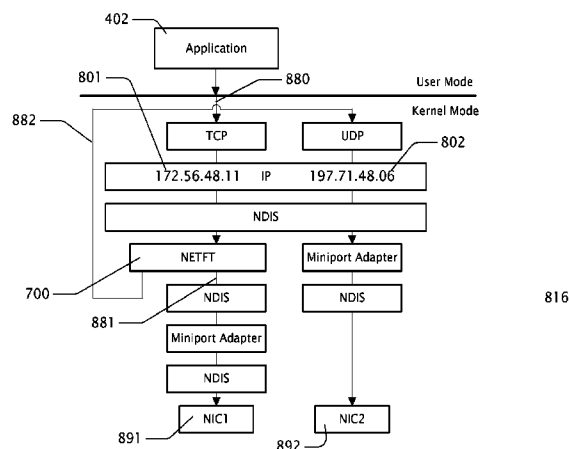 402
Application
801
880
User Mode
Kernel Mode
882
TCP
UDP
802
172.56.48.11 IP 197.71.48.06
NDIS
NETFT
Miniport Adapter
700
881
NDIS
NDIS
816
Miniport Adapter
NDIS
NIC1
NIC2
891
892